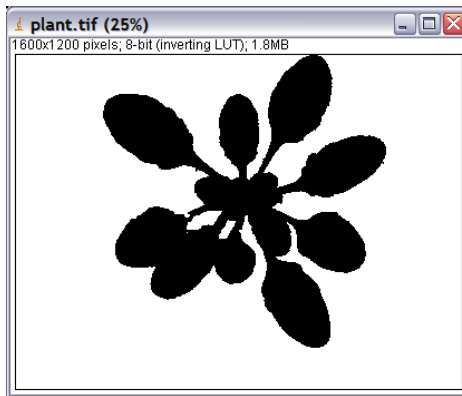 plant.tif (25%)
1600x1200 pixels; 8-bit (inverting LUT); 1.8MB